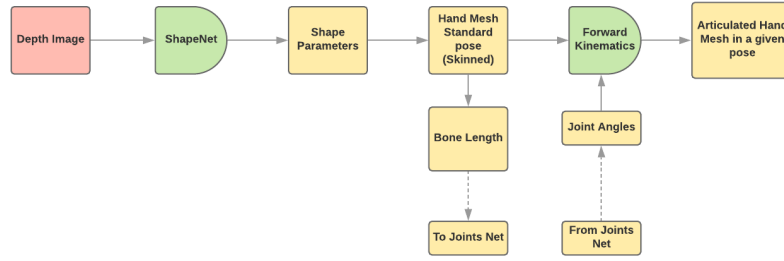 Depth Image
ShapeNet
Shape
Parameters
Hand Mesh
Standard
pose
(Skinned)
Forward
Kinematics
Articulated Hand
Mesh in a given
pose
Bone Length
Joint Angles
To Joints Net
From Joints
Net